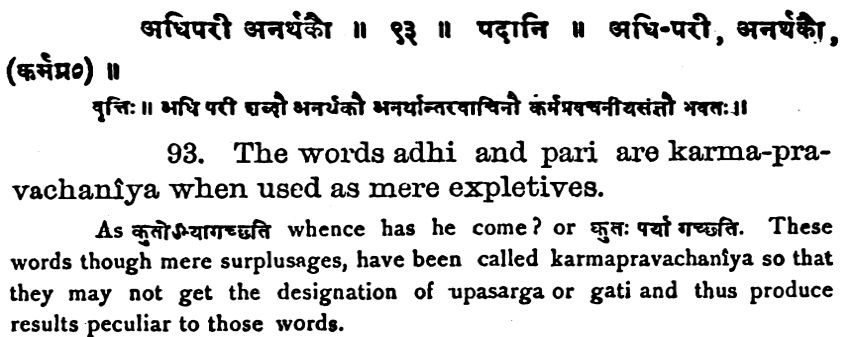 अधिपरी अनर्थकौ ॥ ९३ ॥ पदानि ॥ अधि-परी, अनर्थकौ,
(कर्मप्र०) ॥
वृत्तिः ॥ अधि परी शब्दौ अनर्थकौ अनर्थान्तरवाचिनौ कर्मप्रवचनीयसंज्ञौ भवतः ॥
93. The words adhi and pari are karma-pra-
vachanîya when used as mere expletives.
As कुतोऽध्यागच्छति whence has he come? or कुतः पर्या गच्छति. These
words though mere surplusages, have been called karmapravachanîya so that
they may not get the designation of upasarga or gati and thus produce
results peculiar to those words.